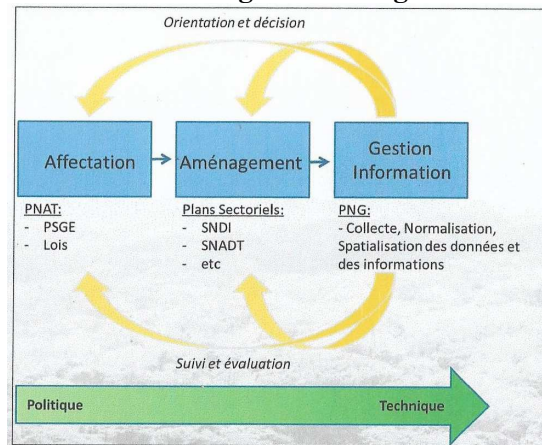 Orientation et décision
Affectation
Aménagement
Gestion
Information
PNAT:
- PSGE
- Lois
Plans Sectoriels:
- SNDI
- SNADT
- etc
PNG:
- Collecte, Normalisation,
Spatialisation des données et
des informations
Suivi et évaluation
Politique
Technique